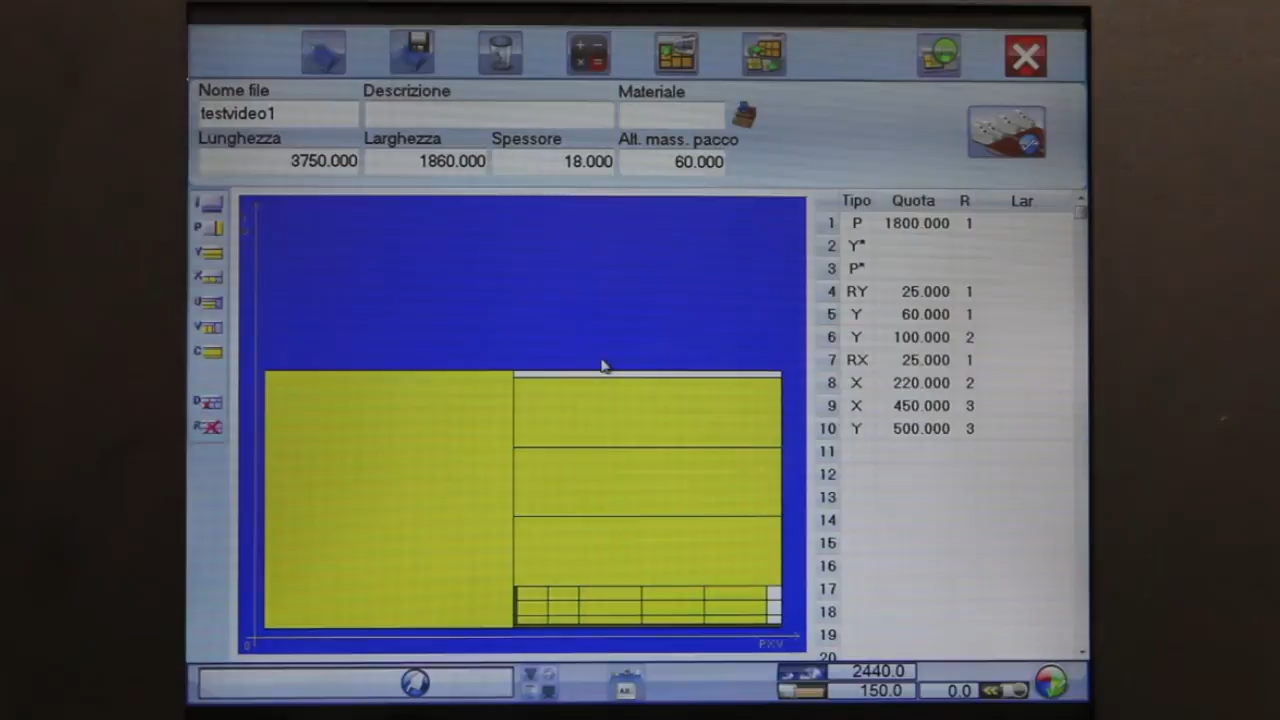 Nome file Descrizione Materiale
testvideo1
Lunghezza Larghezza Spessore Alt. mass. pacco
3750.000 1860.000 18.000 60.000
Tipo Quota R Lar
1 P 1800.000 1
2 Y*
3 P*
4 RY 25.000 1
5 Y 60.000 1
6 Y 100.000 2
7 RX 25.000 1
8 X 220.000 2
9 X 450.000 3
10 Y 500.000 3
11
12
13
14
15
16
17
18
19
20
P
Y
X
U
V
C
D
R
0
PXV
2440.0
150.0 0.0